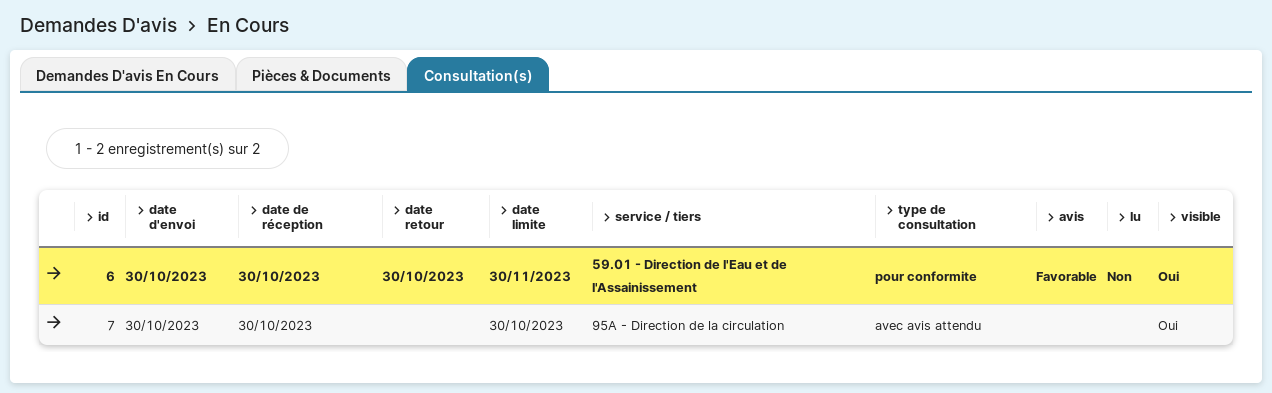 Demandes D'avis > En Cours
Demandes D'avis En Cours Pièces & Documents Consultation(s)
1 - 2 enregistrement(s) sur 2
id date d'envoi date de réception date retour date limite service / tiers type de consultation avis lu visible
6 30/10/2023 30/10/2023 30/10/2023 30/11/2023 59.01 - Direction de l'Eau et de l'Assainissement pour conformite Favorable Non Oui
7 30/10/2023 30/10/2023 30/10/2023 95A - Direction de la circulation avec avis attendu Oui